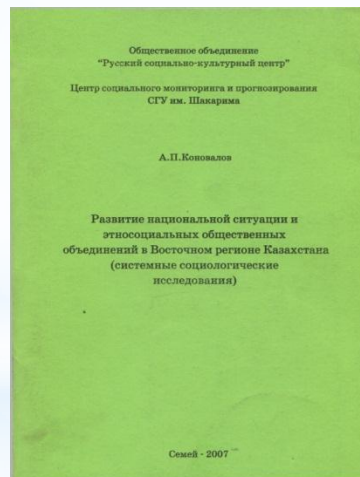 Общественное объединение
“Русский социально-культурный центр”
Центр социального мониторинга и прогнозирования
СГУ им. Шакарима
А.П.Коновалов
Развитие национальной ситуации и
этносоциальных общественных
объединений в Восточном регионе Казахстана
(системные социологические
исследования)
Семей - 2007